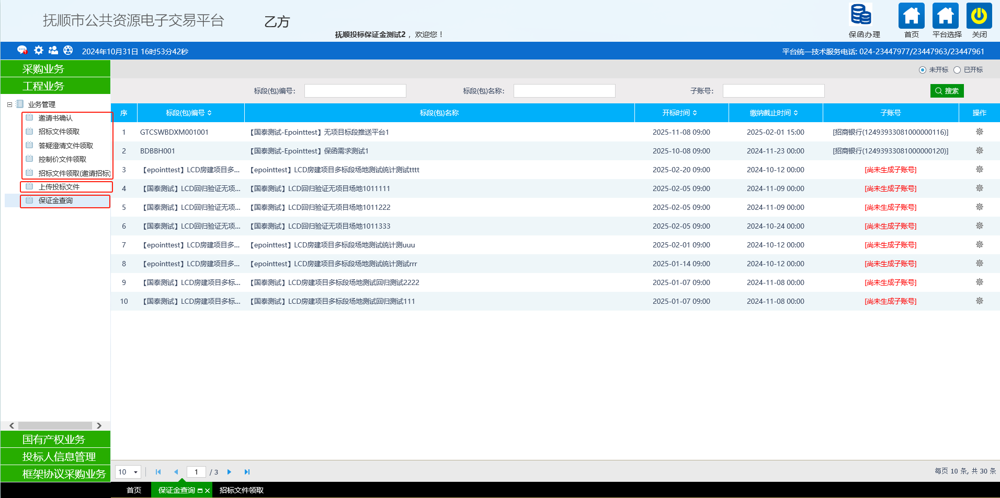 抚顺市公共资源电子交易平台
乙方
抚顺投标保证金测试2 ，欢迎您！
保函办理
首页
平台选择
关闭
2024年10月31日 16时53分42秒
平台统一技术服务电话: 024-23447977/23447963/23447961
采购业务
工程业务
业务管理
邀请书确认
招标文件领取
答疑澄清文件领取
控制价文件领取
招标文件领取(邀请招标)
上传投标文件
保证金查询
国有产权业务
投标人信息管理
框架协议采购业务
未开标 已开标
标段(包)编号： 标段(包)名称： 子账号： 搜索
序 标段(包)编号 标段(包)名称 开标时间 缴纳截止时间 子账号 操作
1 GTCSWBDXM001001 【国泰测试-Epointtest】无项目标段推送平台1 2025-11-08 09:00 2025-02-01 15:00 [招商银行(12493933081000000116)]
2 BDBBH001 【国泰测试-Epointtest】保函需求测试1 2025-10-08 09:00 2024-11-23 00:00 [招商银行(12493933081000000120)]
3 【epointtest】LCD房建项目多... 【epointtest】LCD房建项目多标段场地测试统计测试tttt 2025-02-20 09:00 2024-10-12 00:00 [尚未生成子账号]
4 【国泰测试】LCD回归验证无项... 【国泰测试】LCD回归验证无项目场地1011111 2025-02-05 09:00 2024-11-09 00:00 [尚未生成子账号]
5 【国泰测试】LCD回归验证无项... 【国泰测试】LCD回归验证无项目场地1011222 2025-02-05 09:00 2024-11-09 00:00 [尚未生成子账号]
6 【国泰测试】LCD回归验证无项... 【国泰测试】LCD回归验证无项目场地1011333 2025-02-05 09:00 2024-10-24 00:00 [尚未生成子账号]
7 【epointtest】LCD房建项目多... 【epointtest】LCD房建项目多标段场地测试统计测uuu 2025-02-01 09:00 2024-10-12 00:00 [尚未生成子账号]
8 【epointtest】LCD房建项目多... 【epointtest】LCD房建项目多标段场地测试统计测试rrr 2025-01-14 09:00 2024-10-12 00:00 [尚未生成子账号]
9 【国泰测试】LCD房建项目多标... 【国泰测试】LCD房建项目多标段场地测试回归测试2222 2025-01-07 09:00 2024-11-08 00:00 [尚未生成子账号]
10 【国泰测试】LCD房建项目多标... 【国泰测试】LCD房建项目多标段场地测试回归测试111 2025-01-07 09:00 2024-11-08 00:00 [尚未生成子账号]
10 1 / 3 每页 10 条, 共 30 条
首页 保证金查询 招标文件领取